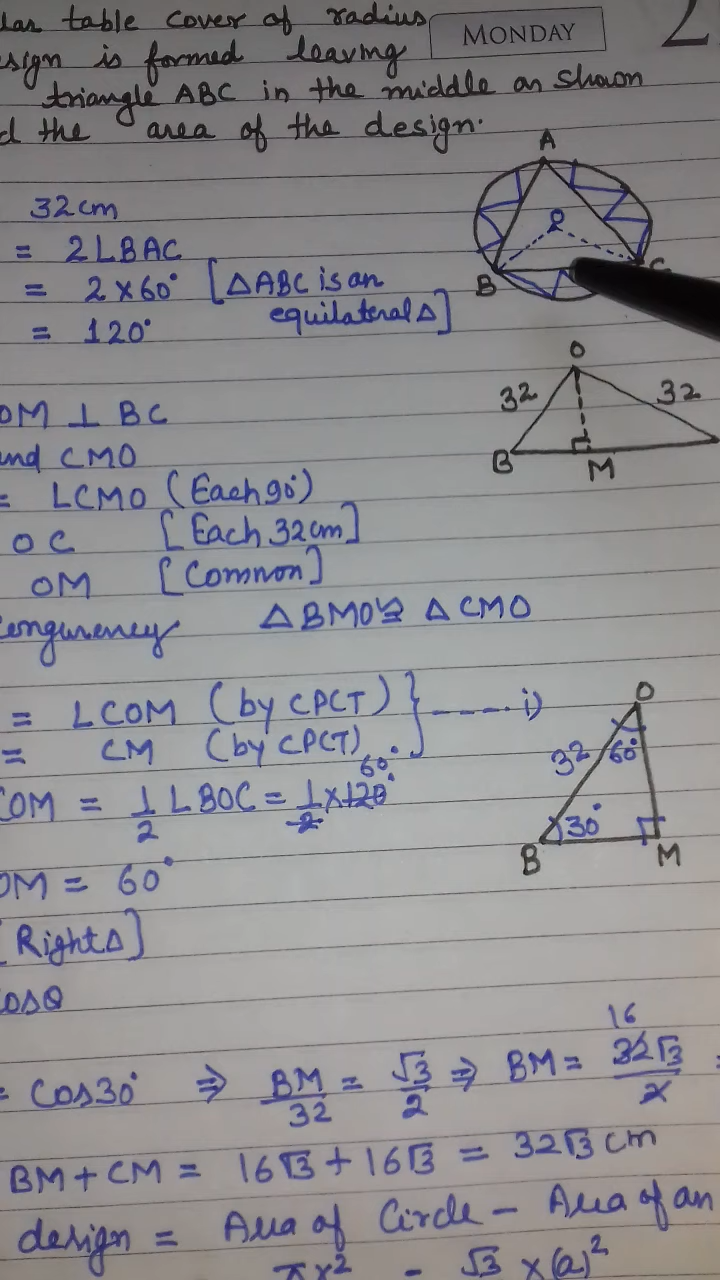 lar table cover of radius
MONDAY
2
sign is formed leaving
triangle ABC in the middle as shown
d the area of the design.
A
32cm
= 2∠BAC
O
= 2×60° [△ABC is an
equilateral △]
B
C
= 120°
O
32
32
OM ⊥ BC
B
M
and CMO
= ∠CMO (Each 90°)
OC [Each 32cm]
OM [Common]
congurency △BMO ≅ △CMO
= ∠COM (by CPCT)
= CM (by CPCT) } ----- i)
O
32
60°
60°
COM = 1/2 ∠BOC = 1/2 × 120°
30°
B
M
OM = 60°
[Right △]
cosθ
16
= Cos30° ⇒ BM/32 = √3/2 ⇒ BM = 32√3/2 =
BM + CM = 16√3 + 16√3 = 32√3 cm
design = Area of Circle - Area of an
πr² - √3 × (a)²